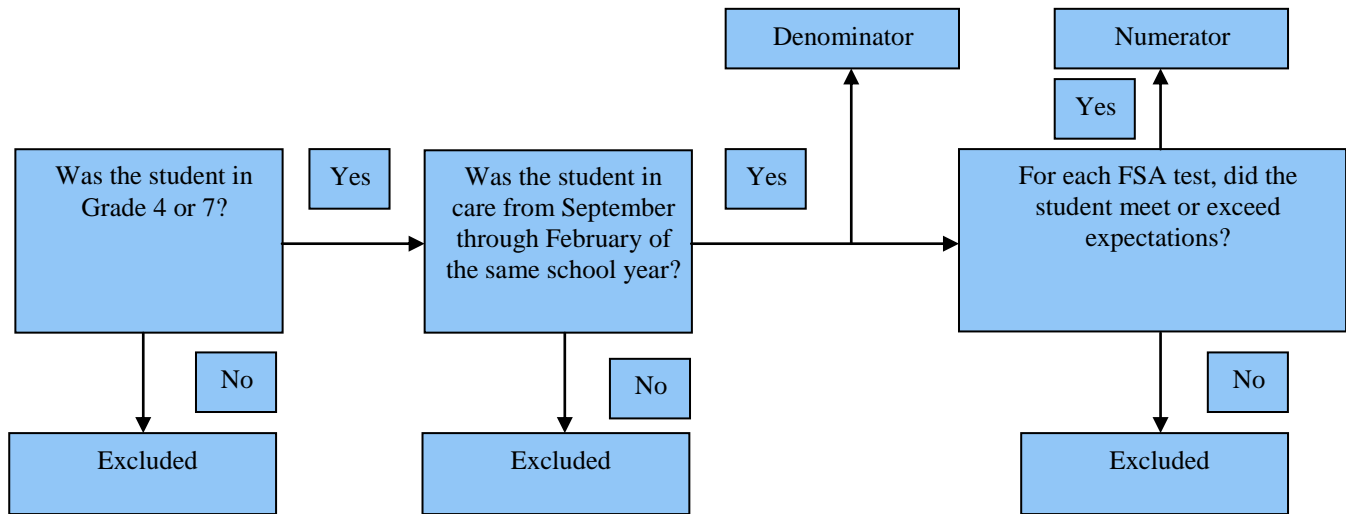 Denominator
Numerator
Yes
Was the student in
Grade 4 or 7?
Yes
Was the student in
care from September
through February of
the same school year?
Yes
For each FSA test, did the
student meet or exceed
expectations?
No
No
No
Excluded
Excluded
Excluded